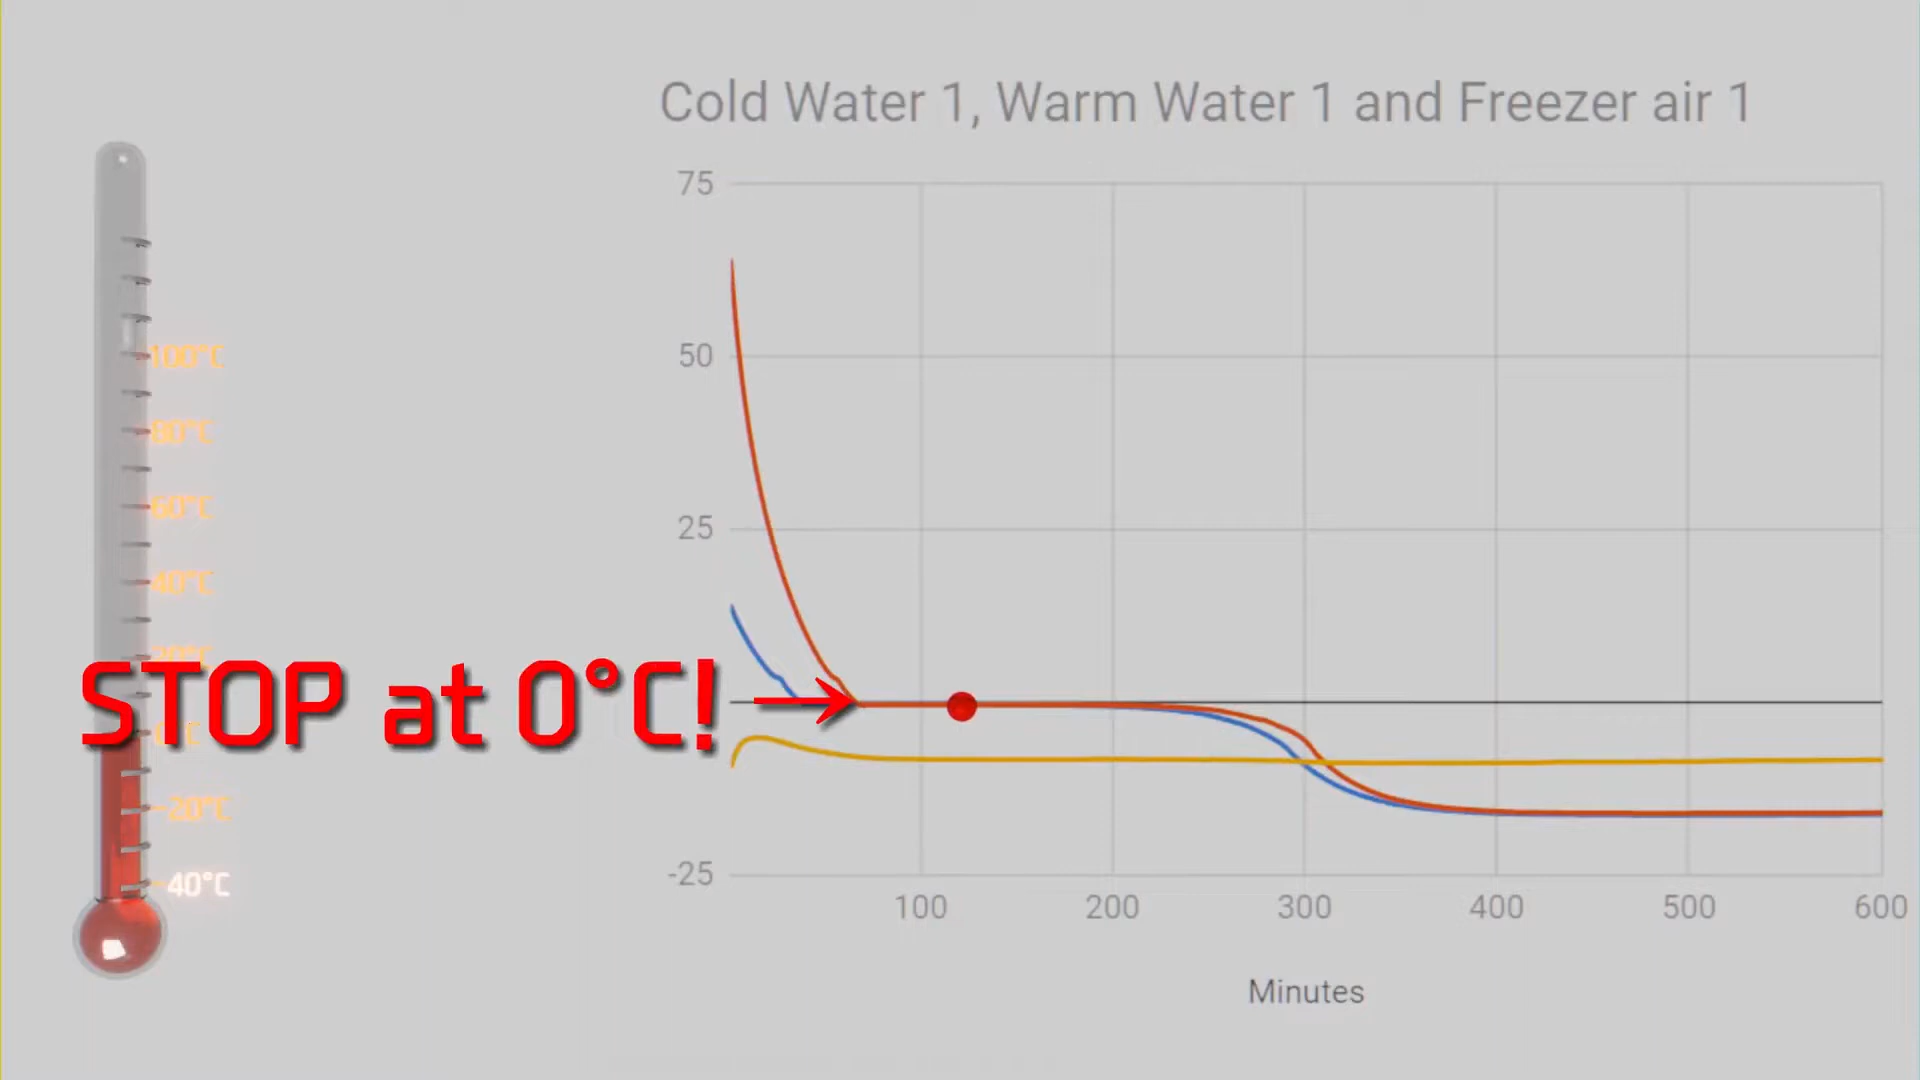 Cold Water 1, Warm Water 1 and Freezer air 1
75
50
25
-25
100
200
300
400
500
600
Minutes
100°C
80°C
60°C
40°C
STOP at 0°C!
-20°C
-40°C